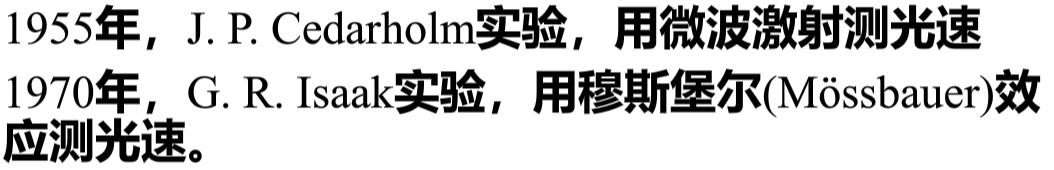 1955年，J. P. Cedarholm实验，用微波激射测光速
1970年，G. R. Isaak实验，用穆斯堡尔(Mössbauer)效
应测光速。